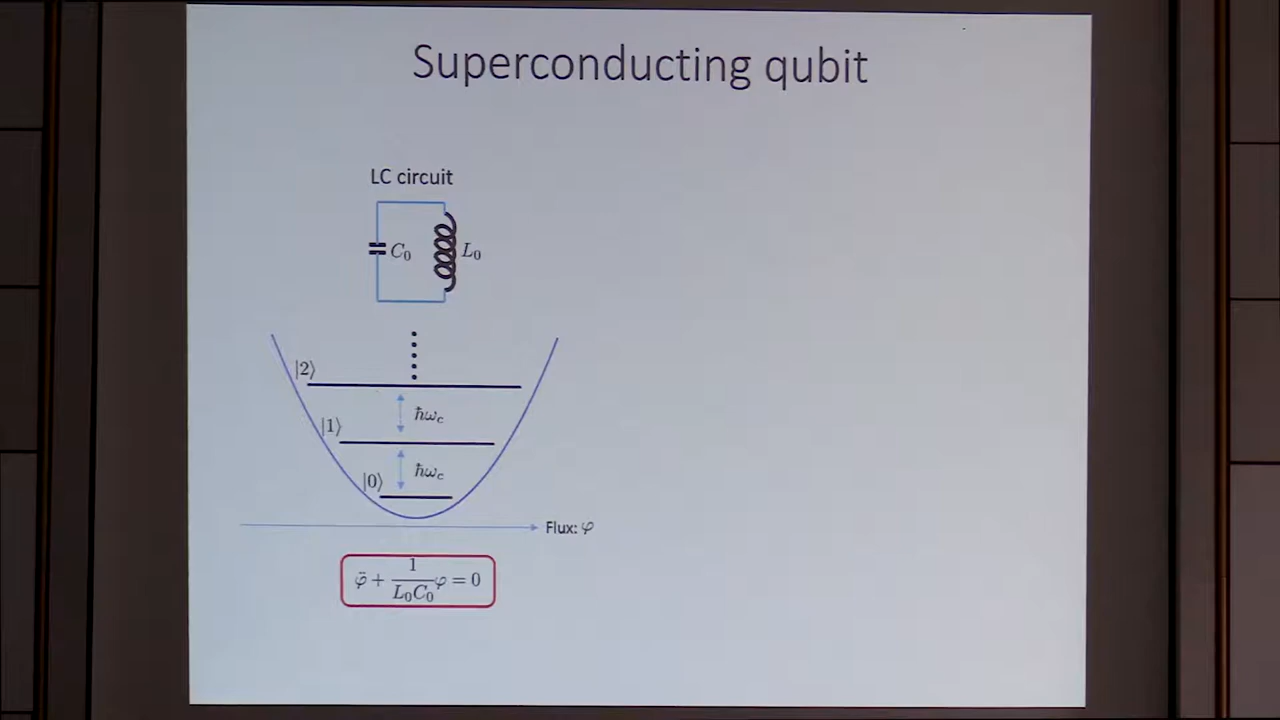 Superconducting qubit
LC circuit
C₀
L₀
|2⟩
ħω_c
|1⟩
ħω_c
|0⟩
Flux: φ
φ̈ + 1/(L₀C₀) φ = 0